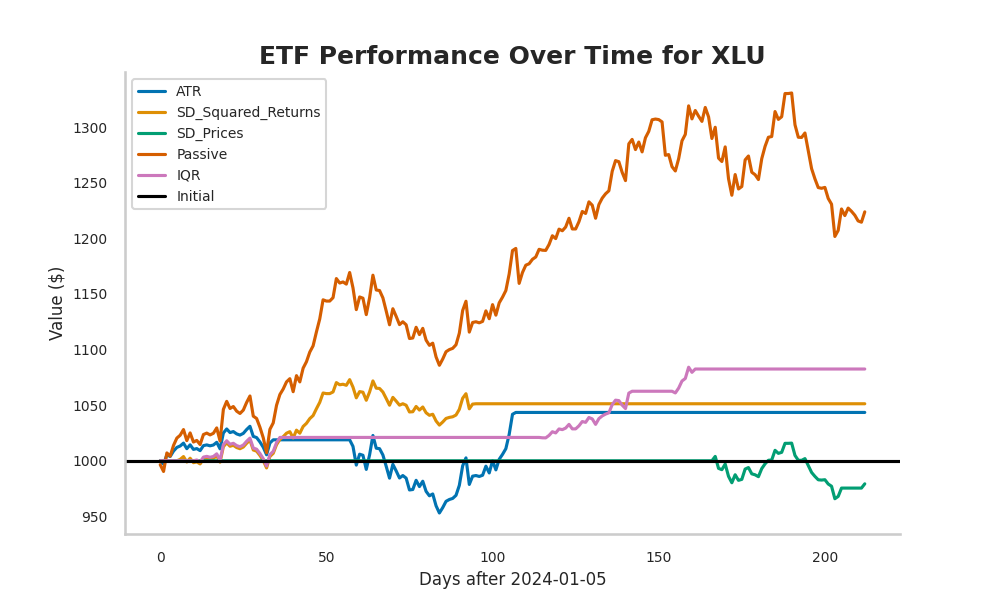 ETF Performance Over Time for XLU
ATR
SD_Squared_Returns
SD_Prices
Passive
IQR
Initial
Value ($)
1300
1250
1200
1150
1100
1050
1000
950
0 50 100 150 200
Days after 2024-01-05